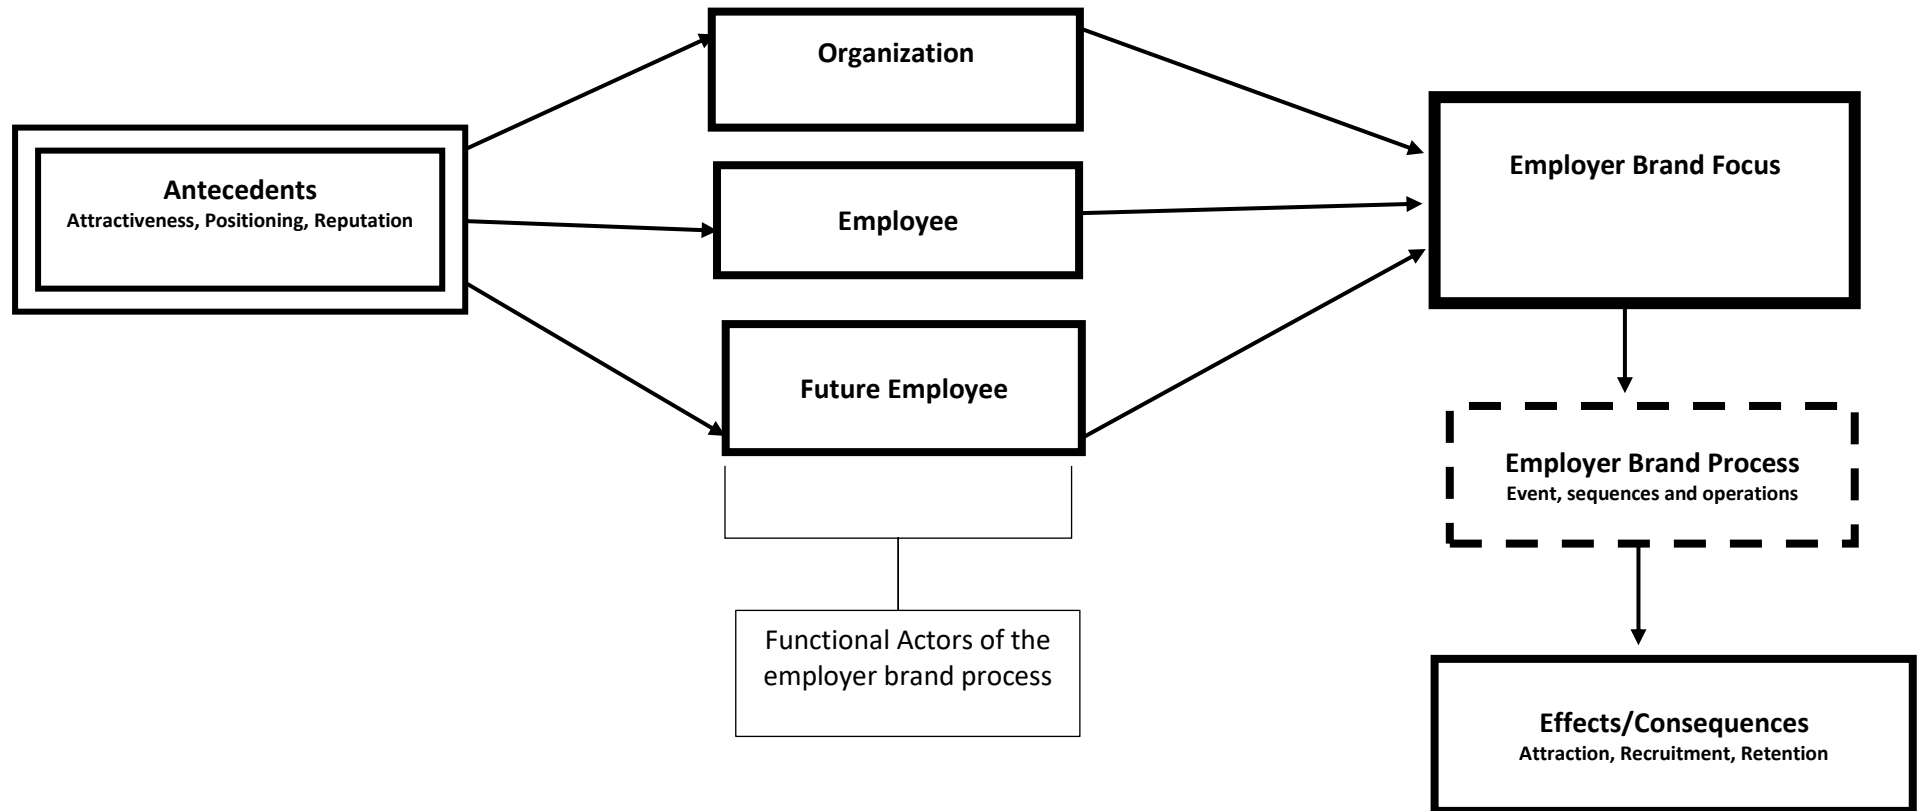 Organization
Antecedents
Attractiveness, Positioning, Reputation
Employee
Future Employee
Functional Actors of the
employer brand process
Employer Brand Focus
Employer Brand Process
Event, sequences and operations
Effects/Consequences
Attraction, Recruitment, Retention